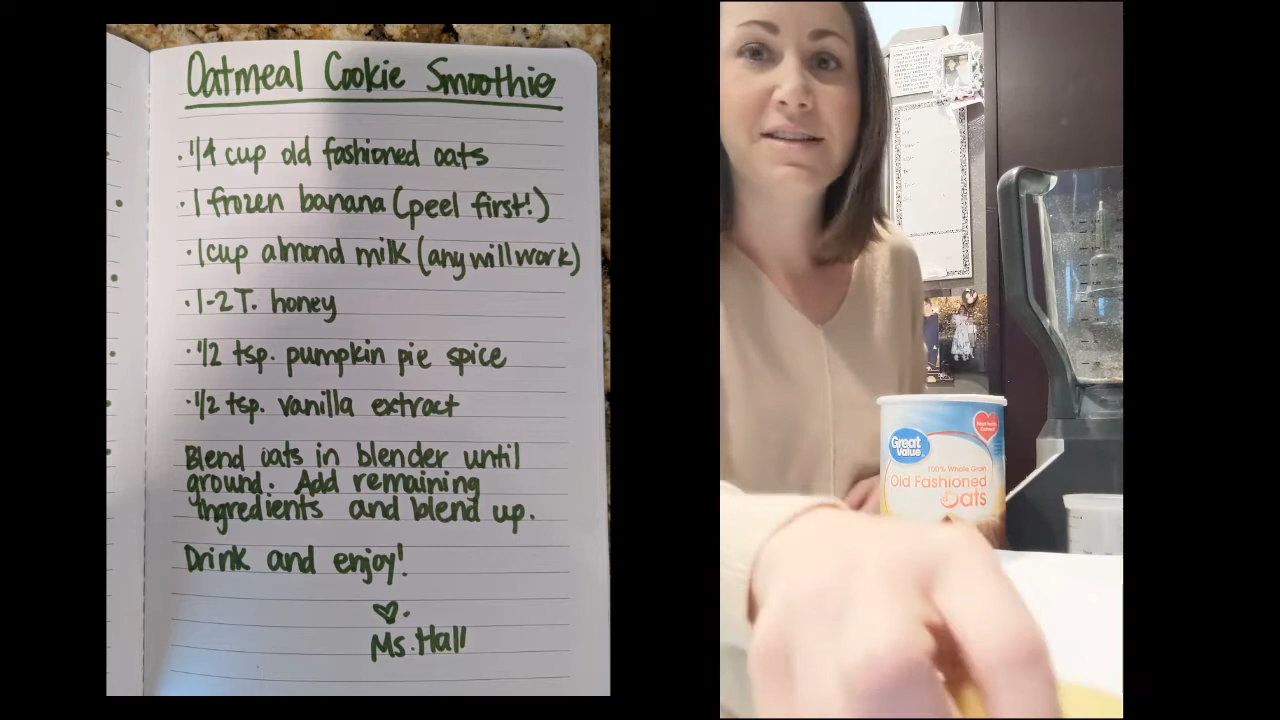 Oatmeal Cookie Smoothie
· 1/4 cup old fashioned oats
· 1 frozen banana (peel first!)
· 1 cup almond milk (any will work)
· 1-2 T. honey
· 1/2 tsp. pumpkin pie spice
· 1/2 tsp. vanilla extract
Blend oats in blender until
ground. Add remaining
ingredients and blend up.
Drink and enjoy!
♡.
Ms. Hall
Great
Value
100% Whole Grain
Old Fashioned
Oats